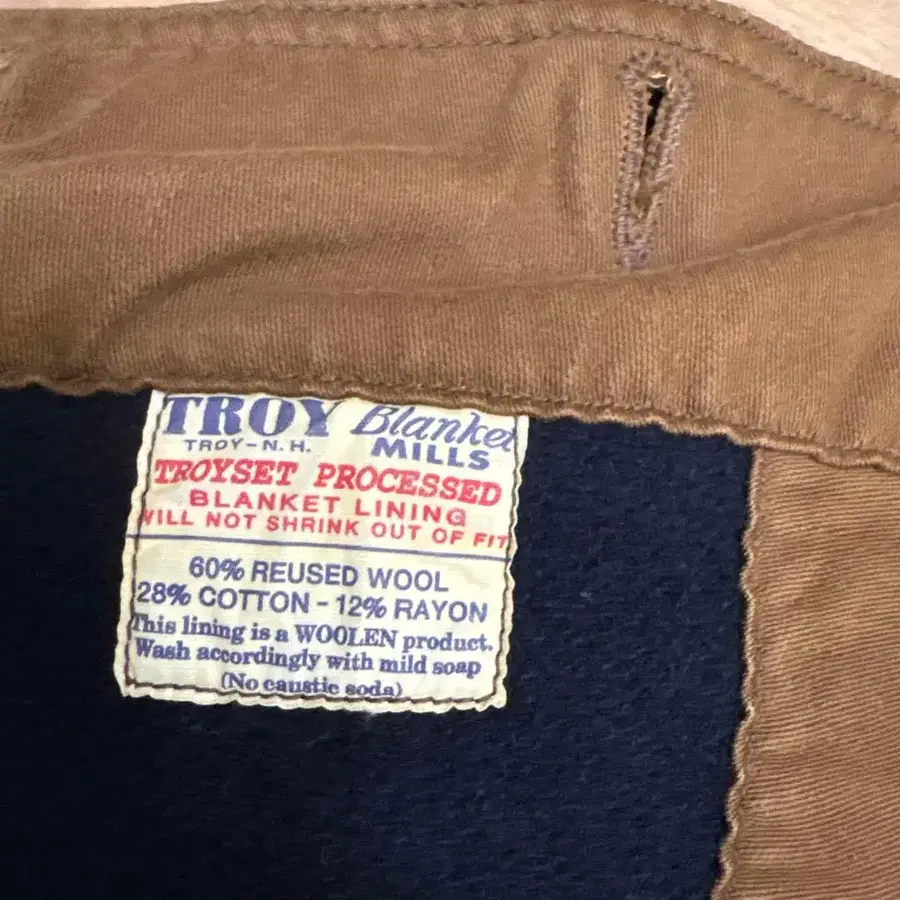 TROY Blanket
TROY-N.H. MILLS
TROYSET PROCESSED
BLANKET LINING
WILL NOT SHRINK OUT OF FIT
60% REUSED WOOL
28% COTTON - 12% RAYON
This lining is a WOOLEN product.
Wash accordingly with mild soap
(No caustic soda)